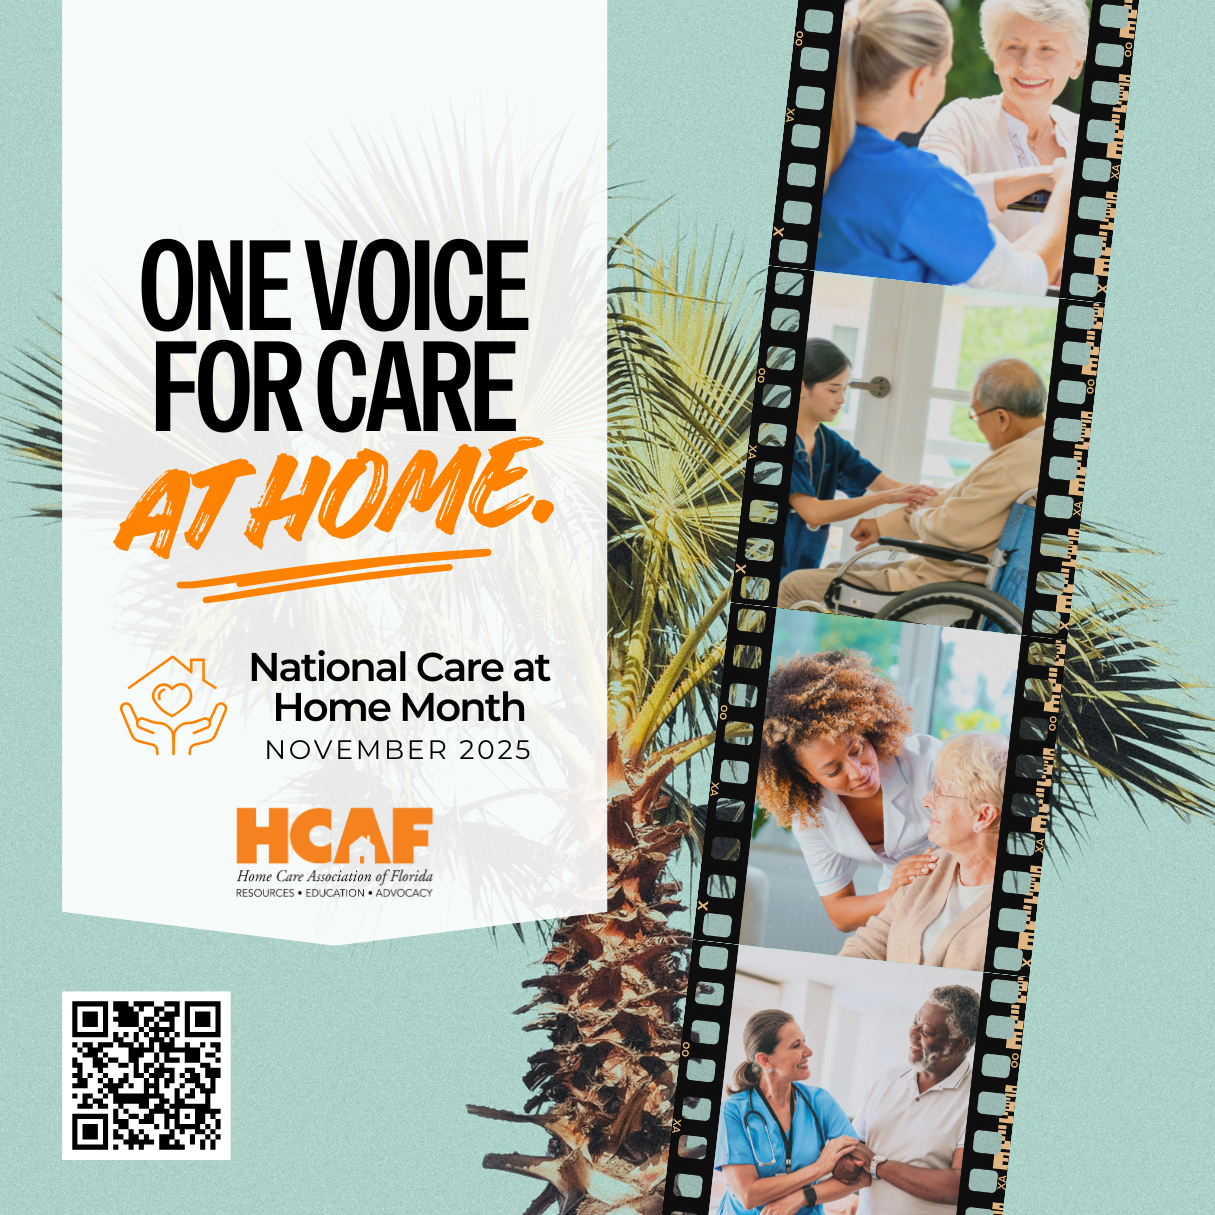 ONE VOICE
FOR CARE
AT HOME.
National Care at
Home Month
NOVEMBER 2025
HCAF
Home Care Association of Florida
RESOURCES • EDUCATION • ADVOCACY